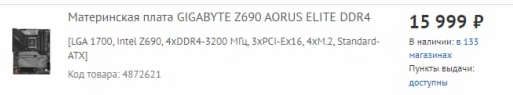 Материнская плата GIGABYTE Z690 AORUS ELITE DDR4
[LGA 1700, Intel Z690, 4xDDR4-3200 МГц, 3xPCI-Ex16, 4xM.2, Standard-
ATX]
Код товара: 4872621
15 999 ₽
В наличии: в 133
магазинах
Пункты выдачи:
доступны